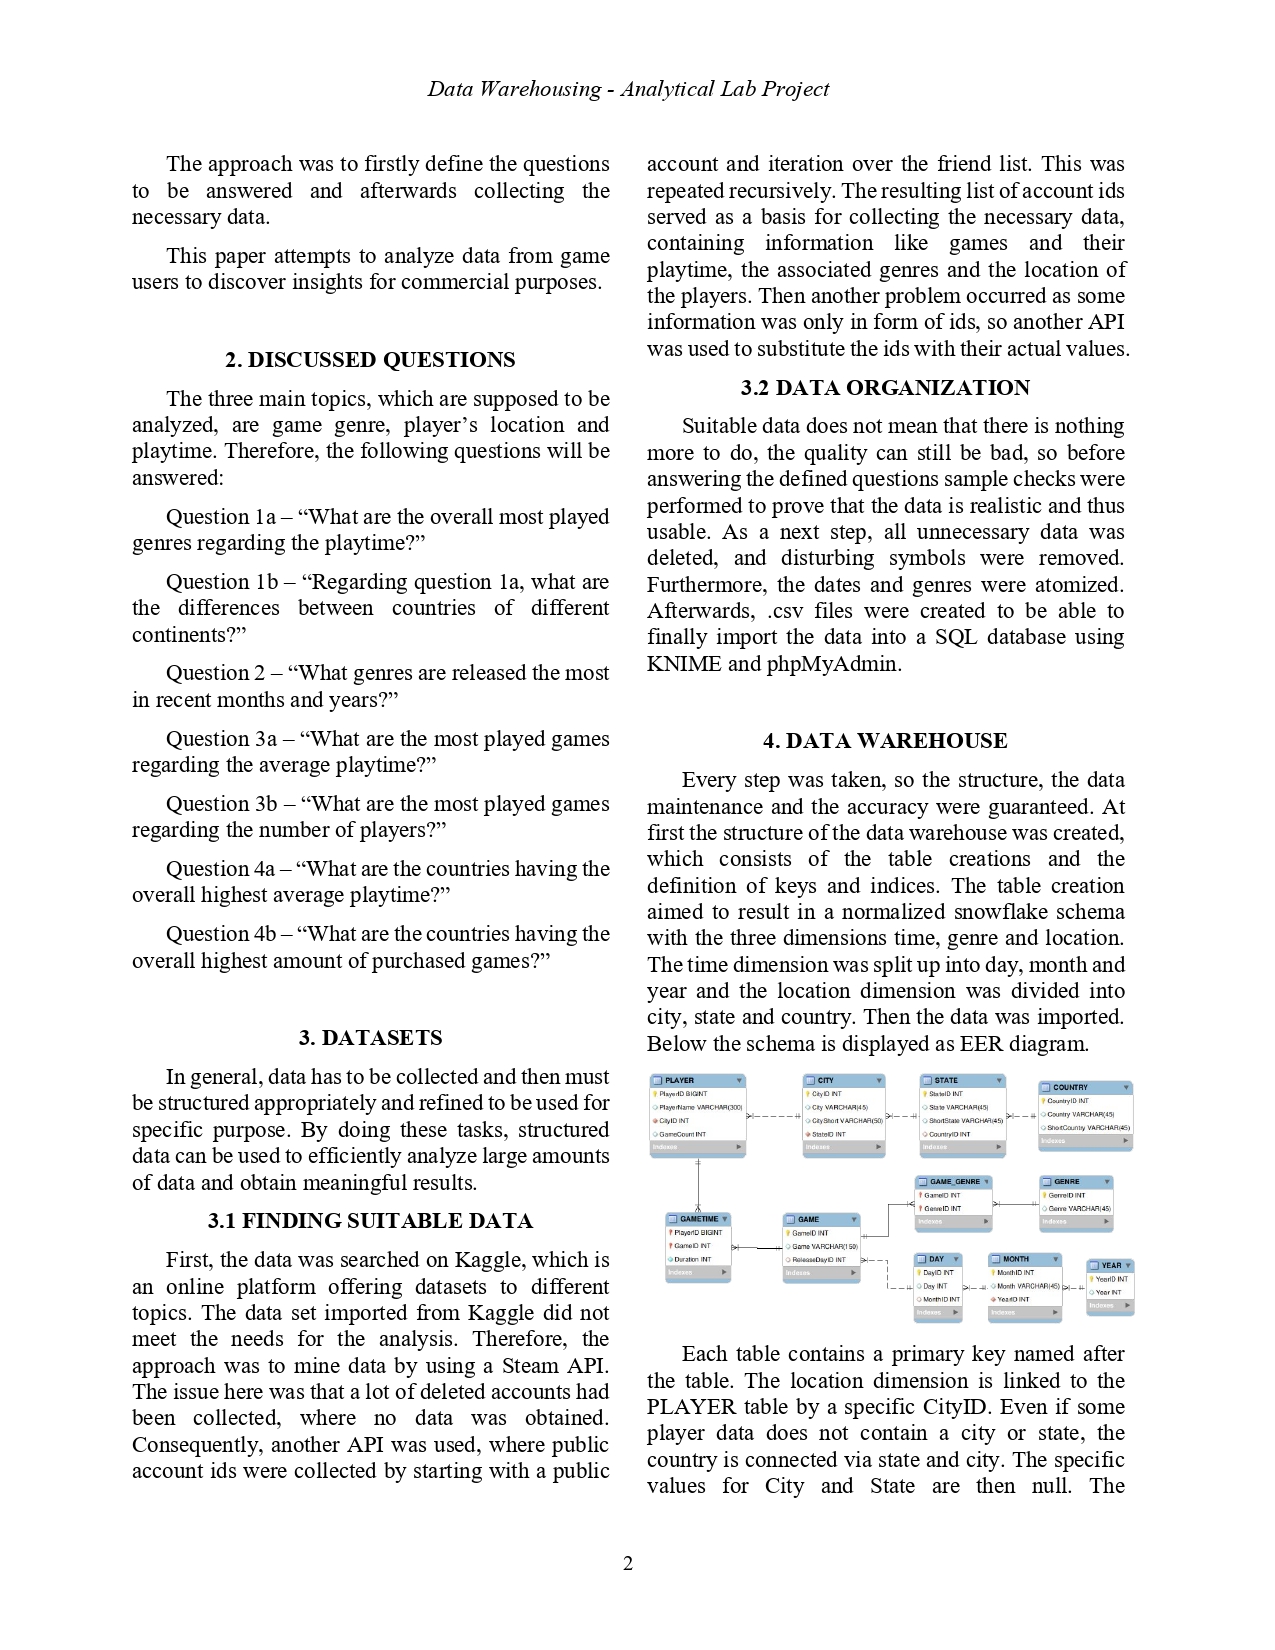 Data Warehousing - Analytical Lab Project
The approach was to firstly define the questions
to be answered and afterwards collecting the
necessary data.
This paper attempts to analyze data from game
users to discover insights for commercial purposes.
2. DISCUSSED QUESTIONS
The three main topics, which are supposed to be
analyzed, are game genre, player’s location and
playtime. Therefore, the following questions will be
answered:
Question 1a – “What are the overall most played
genres regarding the playtime?”
Question 1b – “Regarding question 1a, what are
the differences between countries of different
continents?”
Question 2 – “What genres are released the most
in recent months and years?”
Question 3a – “What are the most played games
regarding the average playtime?”
Question 3b – “What are the most played games
regarding the number of players?”
Question 4a – “What are the countries having the
overall highest average playtime?”
Question 4b – “What are the countries having the
overall highest amount of purchased games?”
3. DATASETS
In general, data has to be collected and then must
be structured appropriately and refined to be used for
specific purpose. By doing these tasks, structured
data can be used to efficiently analyze large amounts
of data and obtain meaningful results.
3.1 FINDING SUITABLE DATA
First, the data was searched on Kaggle, which is
an online platform offering datasets to different
topics. The data set imported from Kaggle did not
meet the needs for the analysis. Therefore, the
approach was to mine data by using a Steam API.
The issue here was that a lot of deleted accounts had
been collected, where no data was obtained.
Consequently, another API was used, where public
account ids were collected by starting with a public
account and iteration over the friend list. This was
repeated recursively. The resulting list of account ids
served as a basis for collecting the necessary data,
containing information like games and their
playtime, the associated genres and the location of
the players. Then another problem occurred as some
information was only in form of ids, so another API
was used to substitute the ids with their actual values.
3.2 DATA ORGANIZATION
Suitable data does not mean that there is nothing
more to do, the quality can still be bad, so before
answering the defined questions sample checks were
performed to prove that the data is realistic and thus
usable. As a next step, all unnecessary data was
deleted, and disturbing symbols were removed.
Furthermore, the dates and genres were atomized.
Afterwards, .csv files were created to be able to
finally import the data into a SQL database using
KNIME and phpMyAdmin.
4. DATA WAREHOUSE
Every step was taken, so the structure, the data
maintenance and the accuracy were guaranteed. At
first the structure of the data warehouse was created,
which consists of the table creations and the
definition of keys and indices. The table creation
aimed to result in a normalized snowflake schema
with the three dimensions time, genre and location.
The time dimension was split up into day, month and
year and the location dimension was divided into
city, state and country. Then the data was imported.
Below the schema is displayed as EER diagram.
PLAYER
PlayerID BIGINT
PlayerName VARCHAR(300)
CityID INT
GameCount INT
Indexes
CITY
CityID INT
City VARCHAR(45)
CityShort VARCHAR(50)
StateID INT
Indexes
STATE
StateID INT
State VARCHAR(45)
ShortState VARCHAR(45)
CountryID INT
Indexes
COUNTRY
CountryID INT
Country VARCHAR(45)
ShortCountry VARCHAR(45)
Indexes
GAME_GENRE
GameID INT
GenreID INT
Indexes
GENRE
GenreID INT
Genre VARCHAR(45)
Indexes
GAMETIME
PlayerID BIGINT
GameID INT
Duration INT
Indexes
GAME
GameID INT
Game VARCHAR(150)
ReleaseDayID INT
Indexes
DAY
DayID INT
Day INT
MonthID INT
Indexes
MONTH
MonthID INT
Month VARCHAR(45)
YearID INT
Indexes
YEAR
YearID INT
Year INT
Indexes
Each table contains a primary key named after
the table. The location dimension is linked to the
PLAYER table by a specific CityID. Even if some
player data does not contain a city or state, the
country is connected via state and city. The specific
values for City and State are then null. The
2